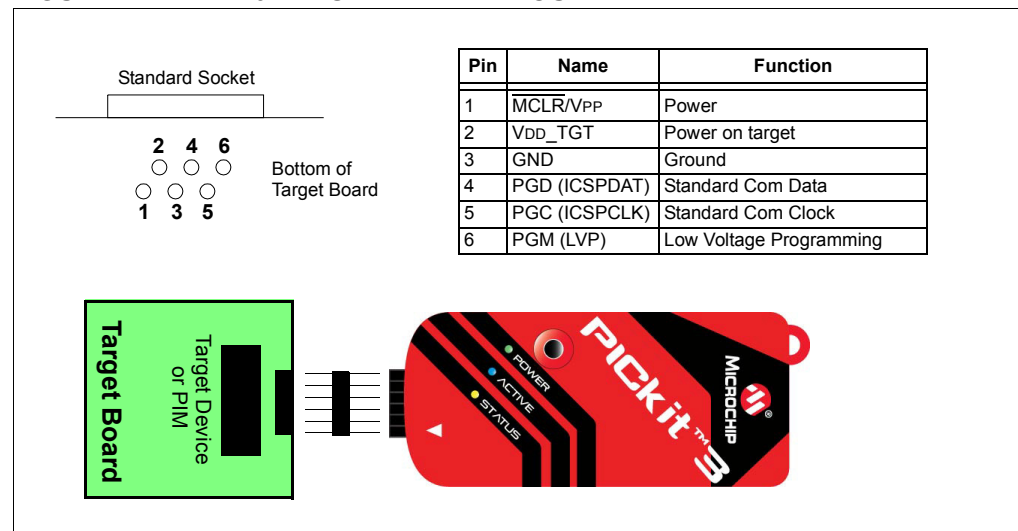 Standard Socket
2 4 6
Bottom of
Target Board
1 3 5
Pin Name Function
1 MCLR/VPP Power
2 VDD_TGT Power on target
3 GND Ground
4 PGD (ICSPDAT) Standard Com Data
5 PGC (ICSPCLK) Standard Com Clock
6 PGM (LVP) Low Voltage Programming
Target Board
Target Device
or PIM
POWER
ACTIVE
STATUS
PICkit™ 3
MICROCHIP
®